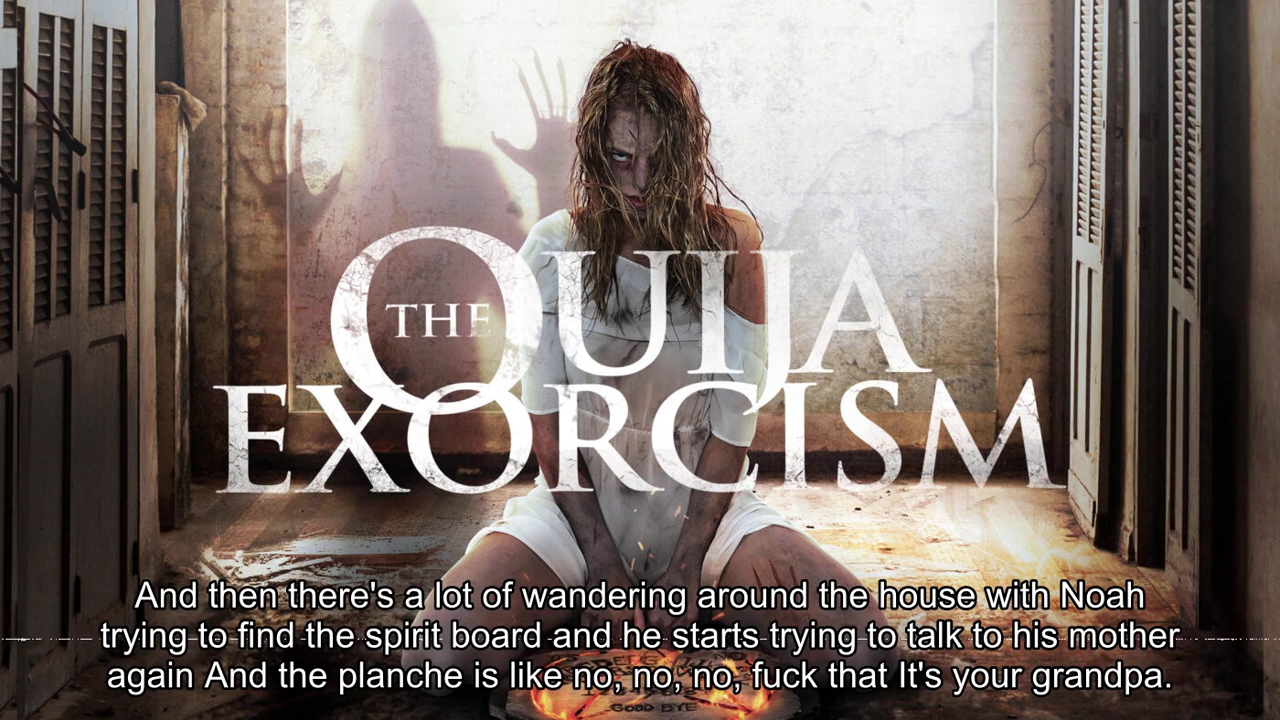 THE OUIJA
EXORCISM
And then there's a lot of wandering around the house with Noah
trying to find the spirit board and he starts trying to talk to his mother
again And the planche is like no, no, no, fuck that It's your grandpa.
GOOD BYE